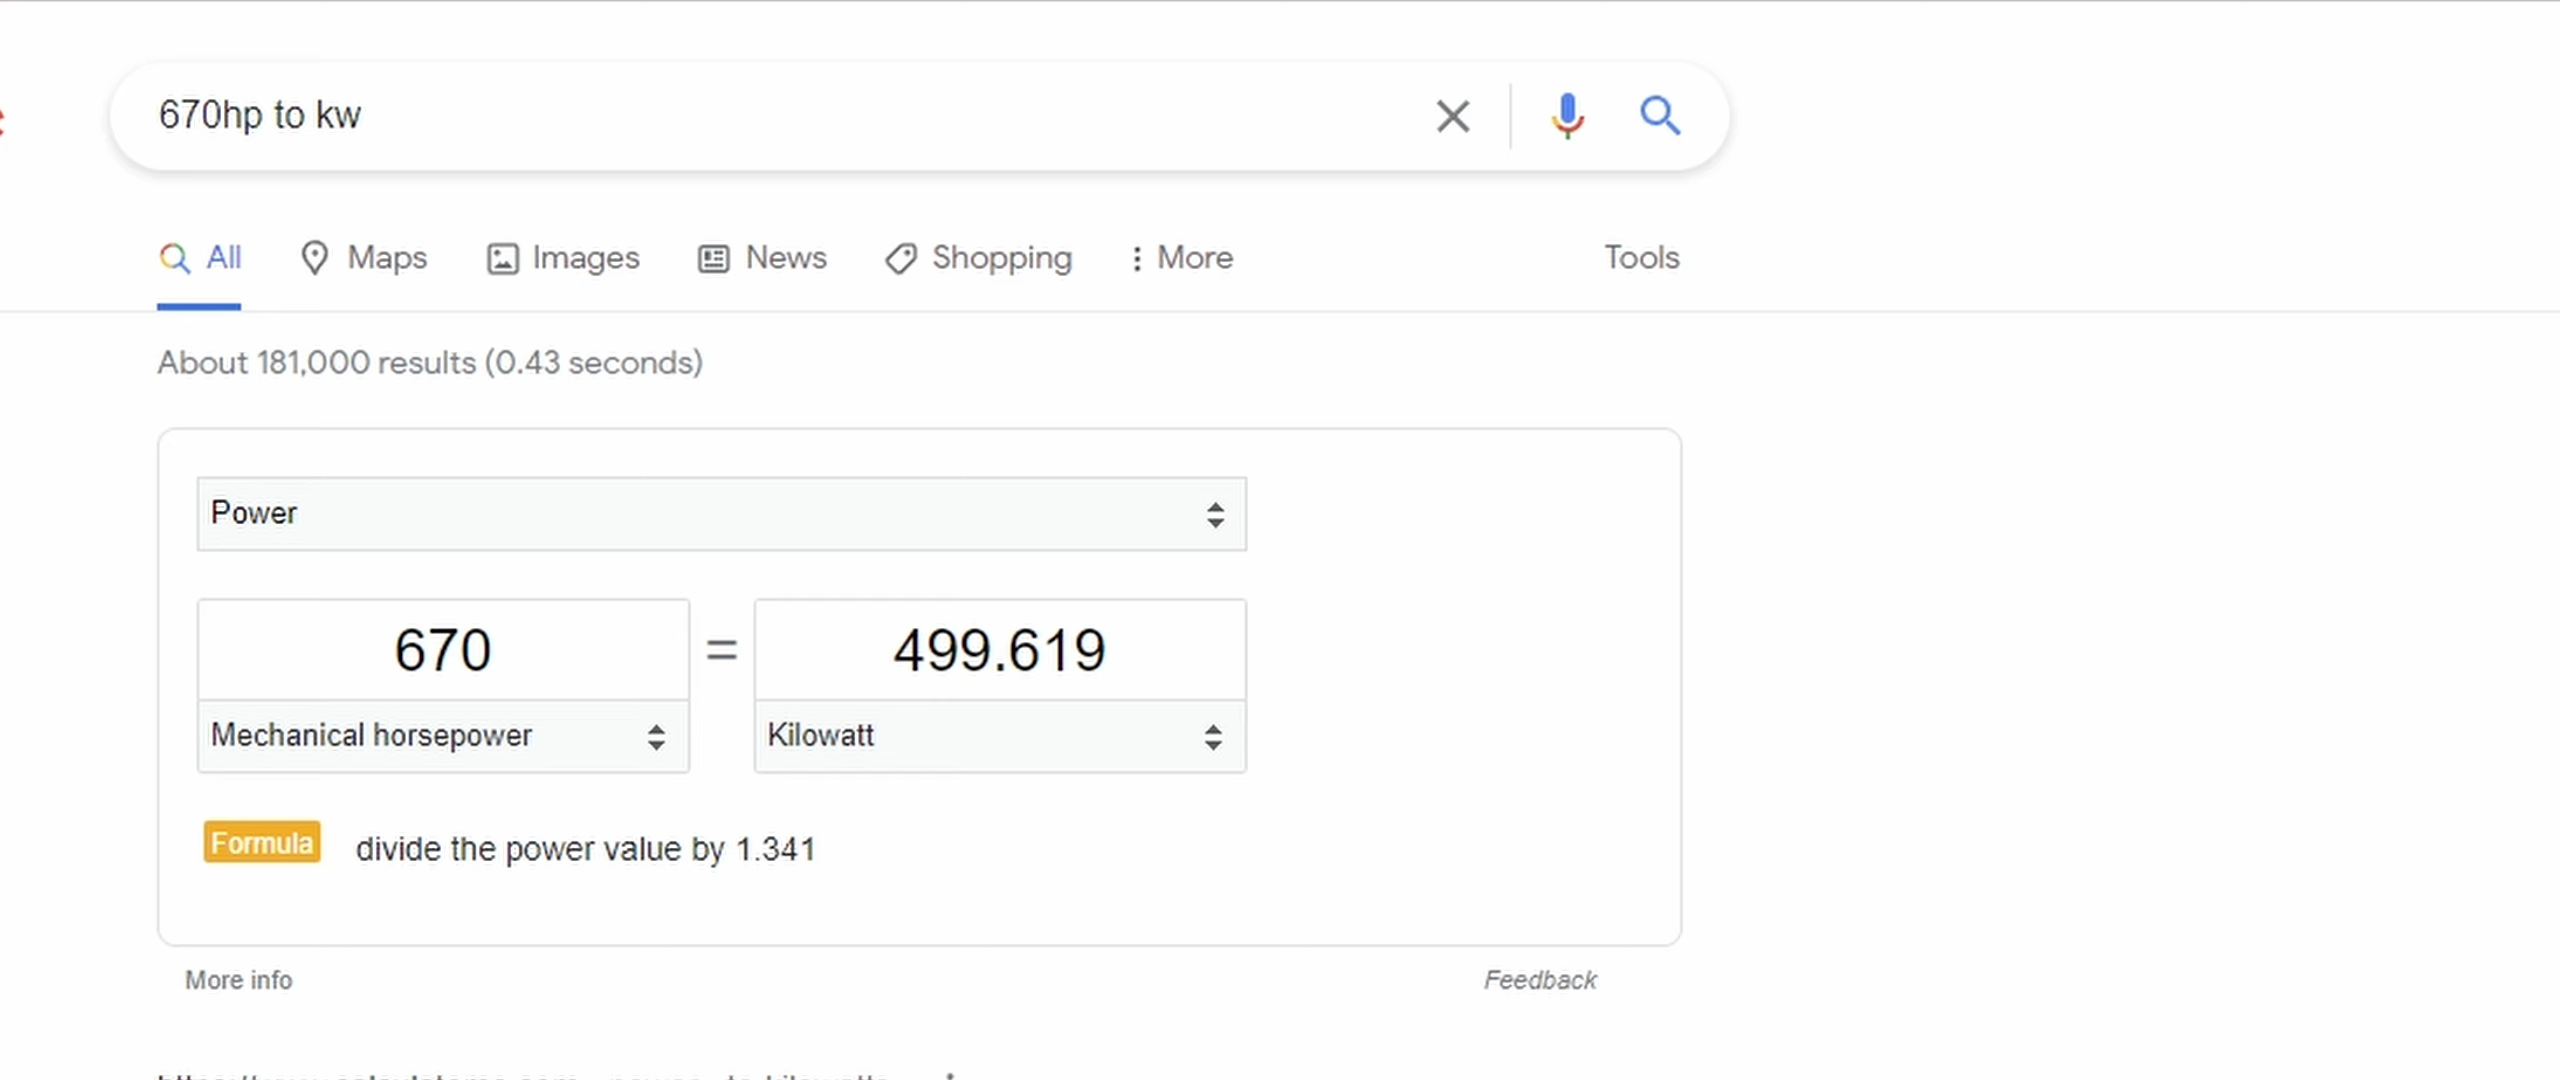 670hp to kw
All Maps Images News Shopping More Tools
About 181,000 results (0.43 seconds)
Power
670 = 499.619
Mechanical horsepower Kilowatt
Formula divide the power value by 1.341
More info Feedback